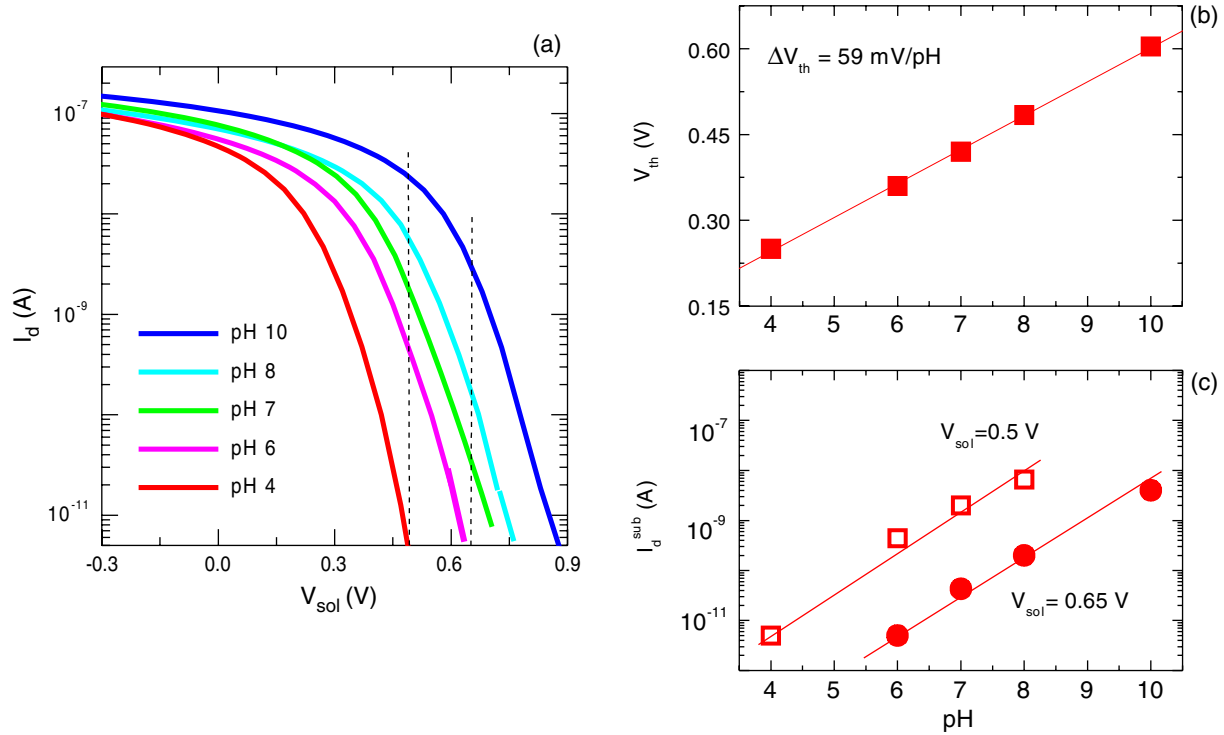 (a)
10⁻⁷
10⁻⁹
10⁻¹¹
I_d (A)
pH 10
pH 8
pH 7
pH 6
pH 4
-0.3 0.0 0.3 0.6 0.9
V_sol (V)
(b)
ΔV_th = 59 mV/pH
0.60
0.45
0.30
0.15
V_th (V)
4 5 6 7 8 9 10
(c)
V_sol=0.5 V
10⁻⁷
10⁻⁹
10⁻¹¹
I_d^sub (A)
V_sol= 0.65 V
4 5 6 7 8 9 10
pH